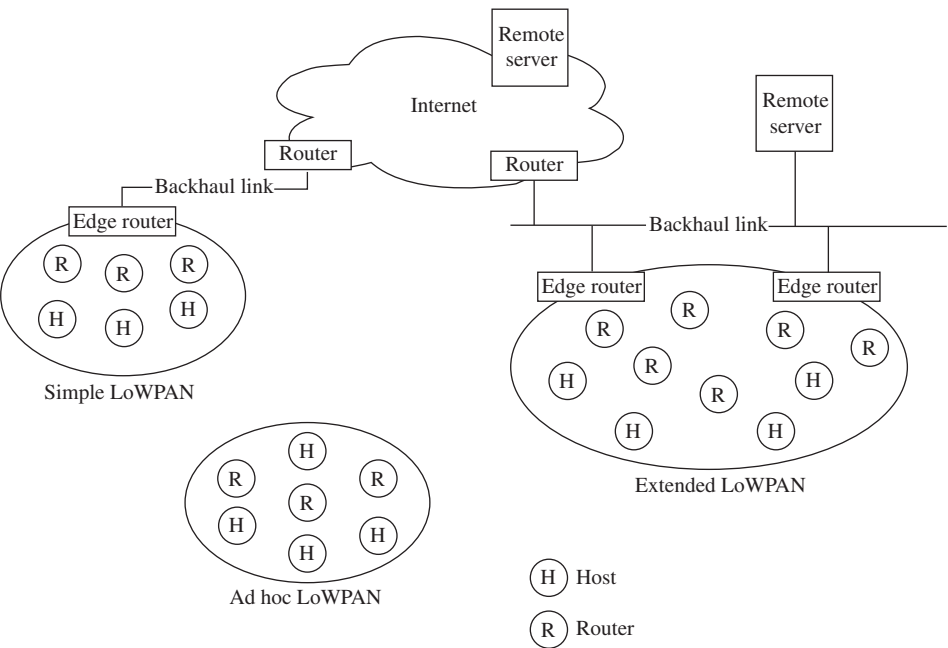 Remote
server
Internet
Remote
server
Router
Router
Backhaul link
Edge router
Backhaul link
R
R
R
H
H
H
Simple LoWPAN
Edge router
Edge router
R
R
R
R
R
H
R
H
H
H
Extended LoWPAN
H
R
R
R
H
H
H
Ad hoc LoWPAN
H Host
R Router